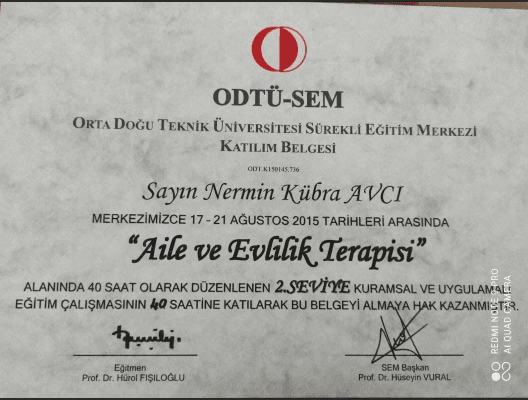 ODTÜ-SEM
ORTA DOĞU TEKNİK ÜNİVERSİTESİ SÜREKLİ EĞİTİM MERKEZİ
KATILIM BELGESİ
ODT.K150145.736
Sayın Nermin Kübra AVCI
MERKEZİMİZCE 17 - 21 AĞUSTOS 2015 TARİHLERİ ARASINDA
“Aile ve Evlilik Terapisi”
ALANINDA 40 SAAT OLARAK DÜZENLENEN 2.SEVİYE KURAMSAL VE UYGULAMALI
EĞİTİM ÇALIŞMASININ 40 SAATİNE KATILARAK BU BELGEYİ ALMAYA HAK KAZANMIŞTIR.
Eğitmen
Prof. Dr. Hürol FIŞILOĞLU
SEM Başkan
Prof. Dr. Hüseyin VURAL
REDMI NOTE 8 PRO
AI QUAD CAMERA